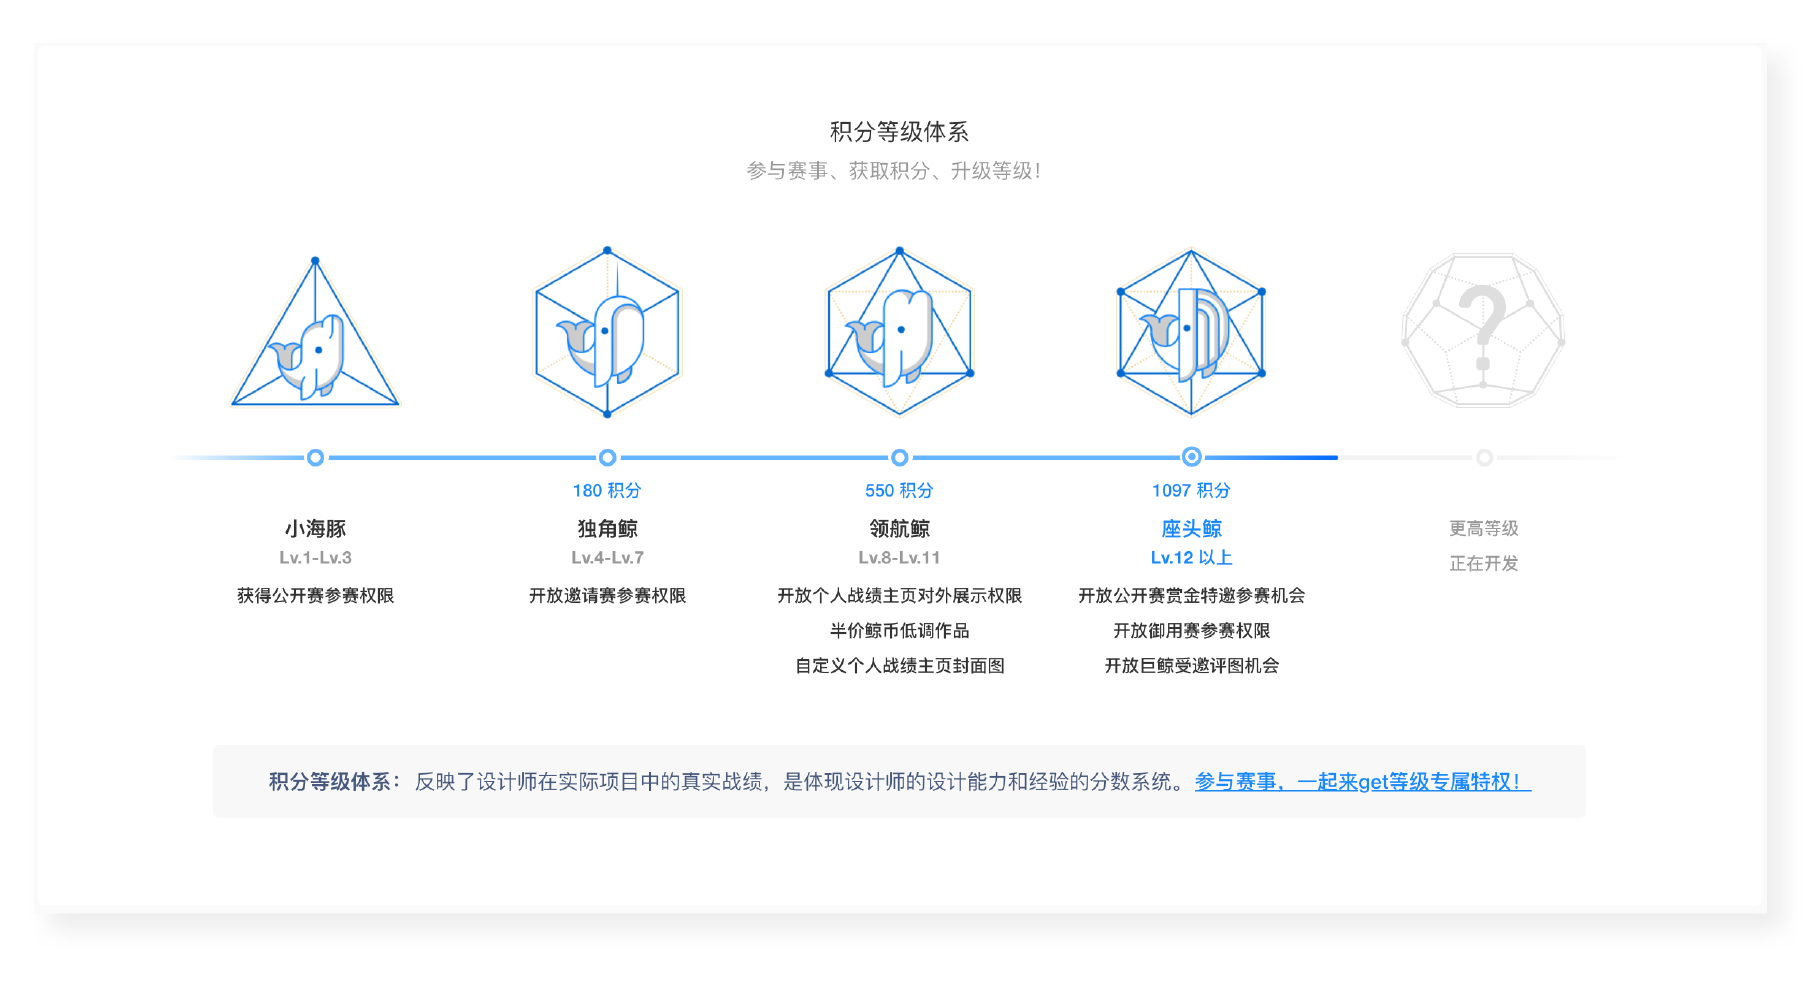 积分等级体系
参与赛事、获取积分、升级等级！
180 积分
550 积分
1097 积分
小海豚
独角鲸
领航鲸
座头鲸
更高等级
Lv.1-Lv.3
Lv.4-Lv.7
Lv.8-Lv.11
Lv.12 以上
正在开发
获得公开赛参赛权限
开放邀请赛参赛权限
开放个人战绩主页对外展示权限
开放公开赛赏金特邀参赛机会
半价鲸币低调作品
开放御用赛参赛权限
自定义个人战绩主页封面图
开放巨鲸受邀评图机会
积分等级体系：反映了设计师在实际项目中的真实战绩，是体现设计师的设计能力和经验的分数系统。参与赛事，一起来get等级专属特权！